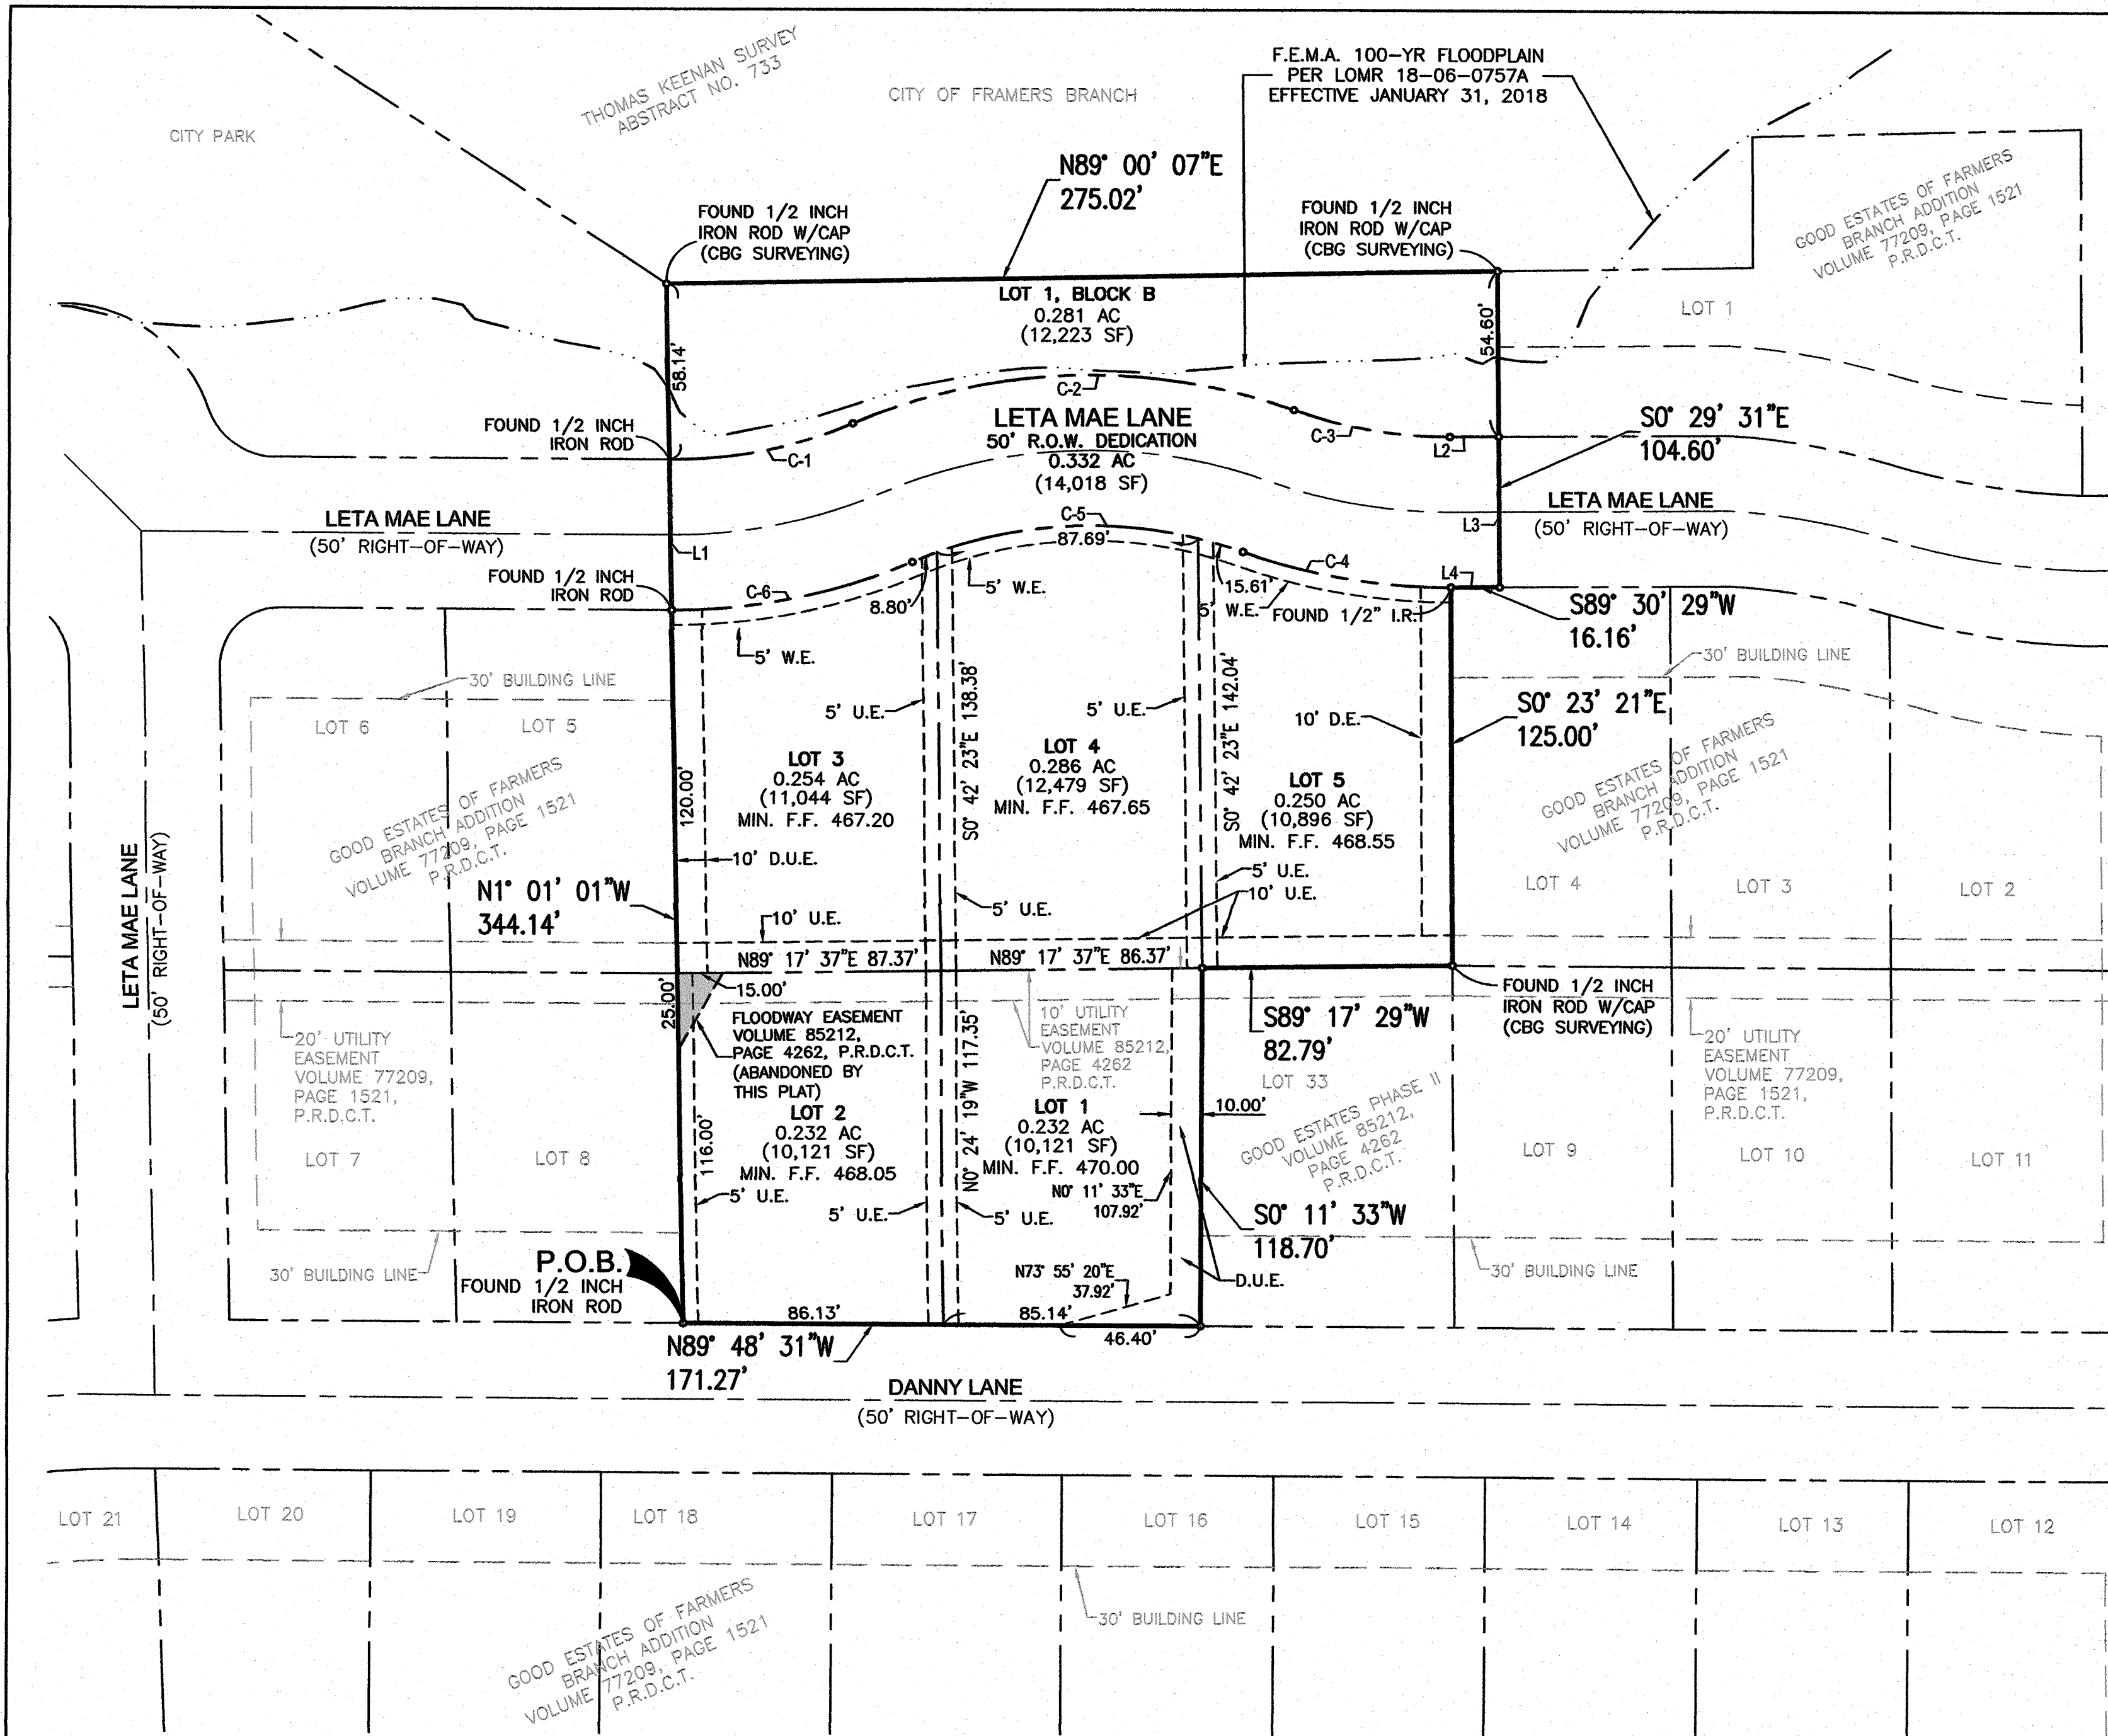 THOMAS KEENAN SURVEY
ABSTRACT NO. 733
CITY OF FRAMERS BRANCH
CITY PARK
F.E.M.A. 100-YR FLOODPLAIN
PER LOMR 18-06-0757A
EFFECTIVE JANUARY 31, 2018
N89° 00' 07"E
275.02'
FOUND 1/2 INCH
IRON ROD W/CAP
(CBG SURVEYING)
FOUND 1/2 INCH
IRON ROD W/CAP
(CBG SURVEYING)
GOOD ESTATES OF FARMERS
BRANCH ADDITION
VOLUME 77209, PAGE 1521
P.R.D.C.T.
LOT 1
LOT 1, BLOCK B
0.281 AC
(12,223 SF)
58.14'
54.60'
C-2
FOUND 1/2 INCH
IRON ROD
C-1
LETA MAE LANE
50' R.O.W. DEDICATION
0.332 AC
(14,018 SF)
C-3
L2
S0° 29' 31"E
104.60'
LETA MAE LANE
(50' RIGHT-OF-WAY)
L1
C-5
87.69'
L3
LETA MAE LANE
(50' RIGHT-OF-WAY)
FOUND 1/2 INCH
IRON ROD
C-6
8.80'
5' W.E.
5' W.E.
15.61'
5' W.E.
C-4
L4
FOUND 1/2" I.R.
S89° 30' 29"W
16.16'
30' BUILDING LINE
30' BUILDING LINE
LOT 6
LOT 5
5' U.E.
S0° 42' 23"E 138.38'
5' U.E.
S0° 42' 23"E 142.04'
10' D.E.
S0° 23' 21"E
125.00'
LOT 3
0.254 AC
(11,044 SF)
MIN. F.F. 467.20
LOT 4
0.286 AC
(12,479 SF)
MIN. F.F. 467.65
LOT 5
0.250 AC
(10,896 SF)
MIN. F.F. 468.55
GOOD ESTATES OF FARMERS
BRANCH ADDITION
VOLUME 77209, PAGE 1521
P.R.D.C.T.
GOOD ESTATES OF FARMERS
BRANCH ADDITION
VOLUME 77209, PAGE 1521
P.R.D.C.T.
120.00'
10' D.U.E.
5' U.E.
10' U.E.
LOT 4
LOT 3
LOT 2
LETA MAE LANE
(50' RIGHT-OF-WAY)
N1° 01' 01"W
344.14'
10' U.E.
5' U.E.
N89° 17' 37"E 87.37'
N89° 17' 37"E 86.37'
15.00'
25.00'
FLOODWAY EASEMENT
VOLUME 85212,
PAGE 4262, P.R.D.C.T.
(ABANDONED BY
THIS PLAT)
10' UTILITY
EASEMENT
VOLUME 85212,
PAGE 4262
P.R.D.C.T.
S89° 17' 29"W
82.79'
FOUND 1/2 INCH
IRON ROD W/CAP
(CBG SURVEYING)
20' UTILITY
EASEMENT
VOLUME 77209,
PAGE 1521,
P.R.D.C.T.
20' UTILITY
EASEMENT
VOLUME 77209,
PAGE 1521,
P.R.D.C.T.
LOT 33
GOOD ESTATES PHASE II
VOLUME 85212,
PAGE 4262
P.R.D.C.T.
N0° 24' 19"W 117.35'
10.00'
LOT 7
LOT 8
116.00'
LOT 2
0.232 AC
(10,121 SF)
MIN. F.F. 468.05
LOT 1
0.232 AC
(10,121 SF)
MIN. F.F. 470.00
N0° 11' 33"E
107.92'
LOT 9
LOT 10
LOT 11
5' U.E.
5' U.E.
5' U.E.
S0° 11' 33"W
118.70'
30' BUILDING LINE
P.O.B.
FOUND 1/2 INCH
IRON ROD
N73° 55' 20"E
37.92'
D.U.E.
30' BUILDING LINE
86.13'
85.14'
46.40'
N89° 48' 31"W
171.27'
DANNY LANE
(50' RIGHT-OF-WAY)
LOT 21
LOT 20
LOT 19
LOT 18
LOT 17
LOT 16
LOT 15
LOT 14
LOT 13
LOT 12
30' BUILDING LINE
GOOD ESTATES OF FARMERS
BRANCH ADDITION
VOLUME 77209, PAGE 1521
P.R.D.C.T.